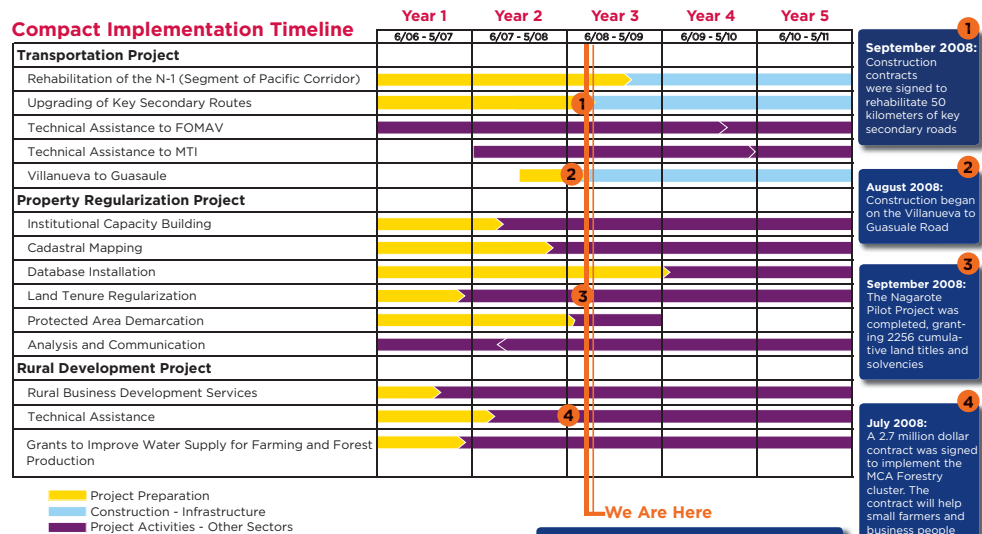 Compact Implementation Timeline
Year 1 Year 2 Year 3 Year 4 Year 5
6/06 - 5/07 6/07 - 5/08 6/08 - 5/09 6/09 - 5/10 6/10 - 5/11
Transportation Project
Rehabilitation of the N-1 (Segment of Pacific Corridor)
Upgrading of Key Secondary Routes
1
Technical Assistance to FOMAV
Technical Assistance to MTI
Villanueva to Guasaule
2
Property Regularization Project
Institutional Capacity Building
Cadastral Mapping
Database Installation
Land Tenure Regularization
3
Protected Area Demarcation
Analysis and Communication
Rural Development Project
Rural Business Development Services
Technical Assistance
4
Grants to Improve Water Supply for Farming and Forest
Production
Project Preparation
Construction - Infrastructure
Project Activities - Other Sectors
We Are Here
1
September 2008:
Construction
contracts
were signed to
rehabilitate 50
kilometers of key
secondary roads
2
August 2008:
Construction began
on the Villanueva to
Guasuale Road
3
September 2008:
The Nagarote
Pilot Project was
completed, grant-
ing 2256 cumula-
tive land titles and
solvencies
4
July 2008:
A 2.7 million dollar
contract was signed
to implement the
MCA Forestry
cluster. The
contract will help
small farmers and
business people